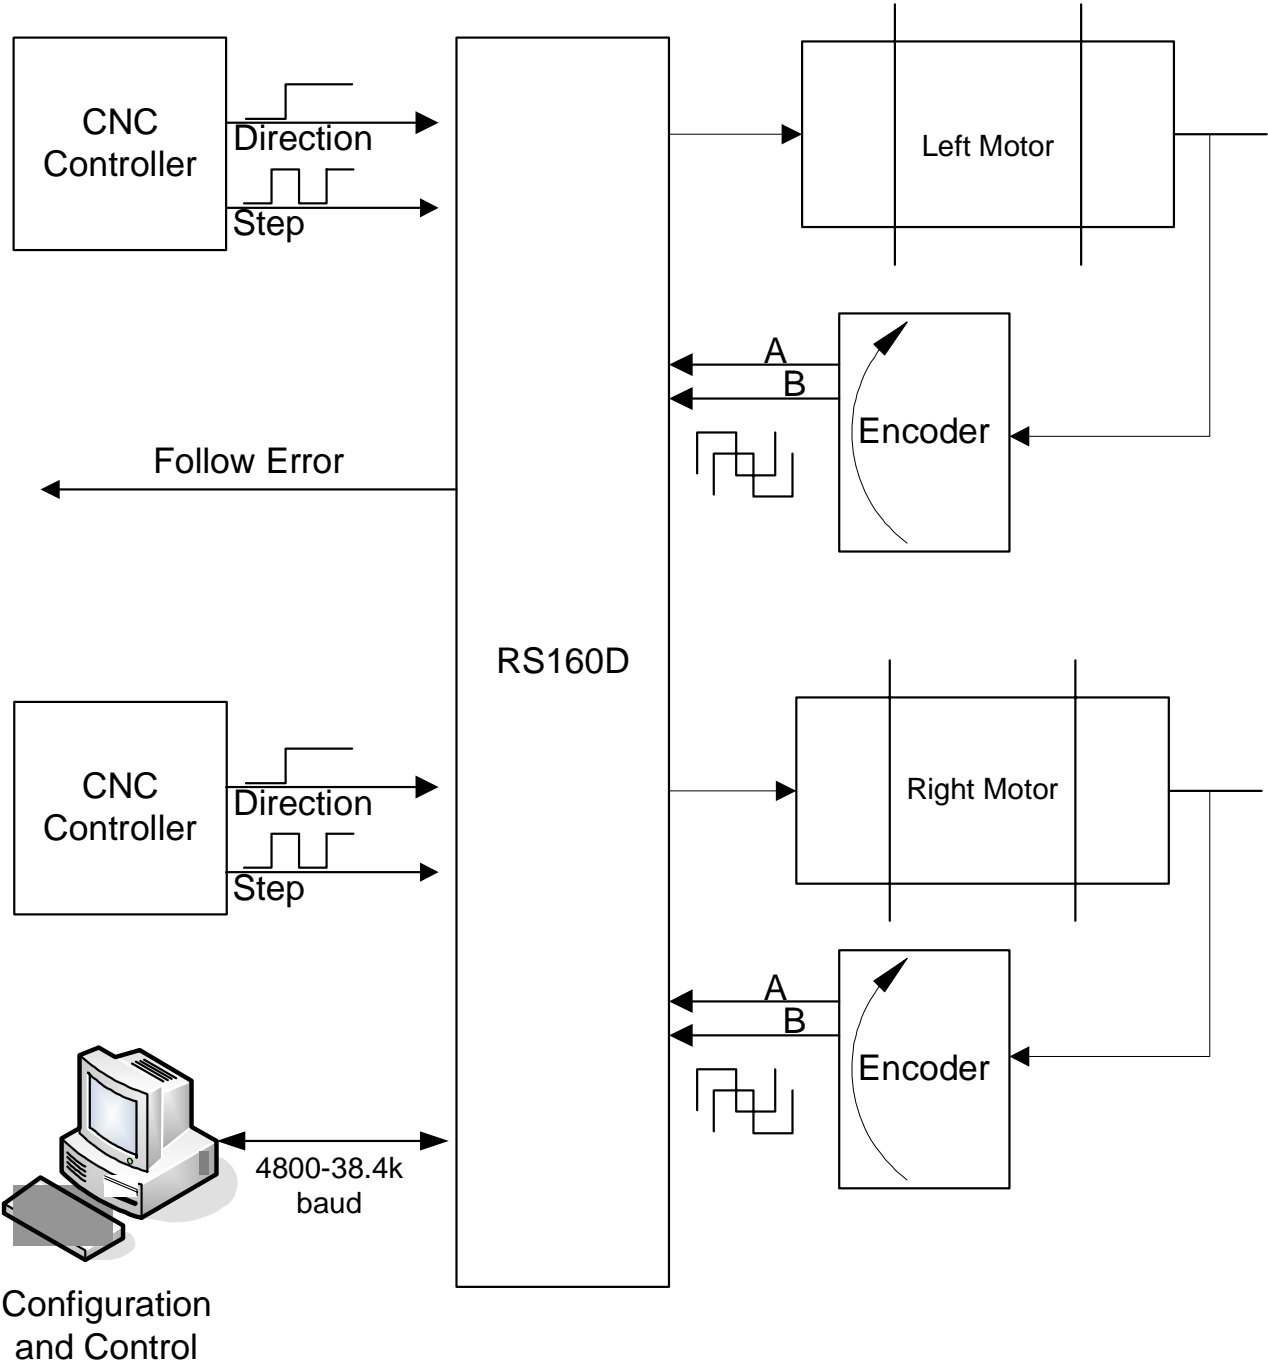 CNC
Controller
Direction
Step
Left Motor
A
B
Encoder
Follow Error
RS160D
CNC
Controller
Direction
Step
Right Motor
A
B
Encoder
4800-38.4k
baud
Configuration
and Control